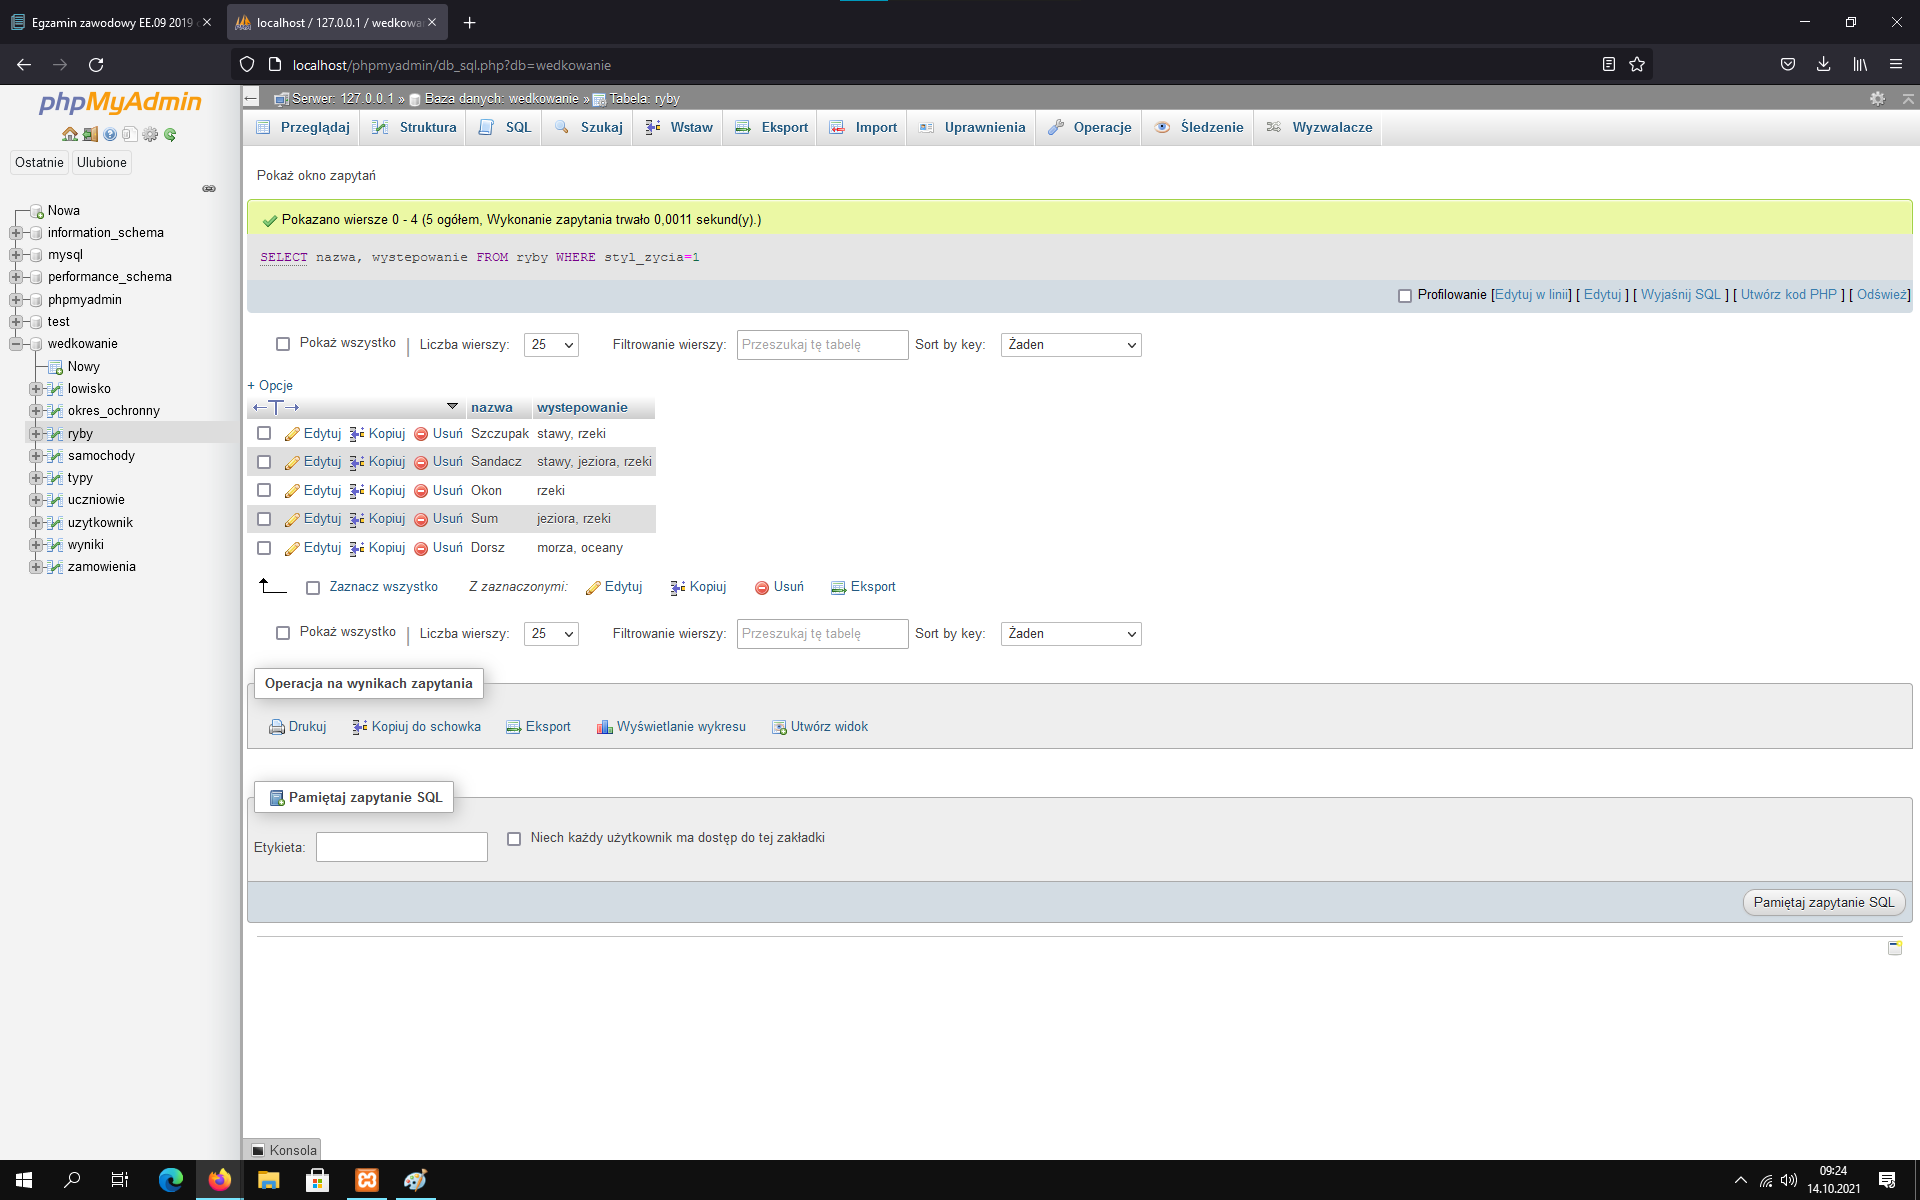 Egzamin zawodowy EE.09 2019
localhost / 127.0.0.1 / wedkowa
localhost/phpmyadmin/db_sql.php?db=wedkowanie
phpMyAdmin
Ostatnie
Ulubione
Nowa
information_schema
mysql
performance_schema
phpmyadmin
test
wedkowanie
Nowy
lowisko
okres_ochronny
ryby
samochody
typy
uczniowie
uzytkownik
wyniki
zamowienia
Serwer: 127.0.0.1 » Baza danych: wedkowanie » Tabela: ryby
Przeglądaj Struktura SQL Szukaj Wstaw Eksport Import Uprawnienia Operacje Śledzenie Wyzwalacze
Pokaż okno zapytań
Pokazano wiersze 0 - 4 (5 ogółem, Wykonanie zapytania trwało 0,0011 sekund(y).)
SELECT nazwa, wystepowanie FROM ryby WHERE styl_zycia=1
Profilowanie [Edytuj w linii] [ Edytuj ] [ Wyjaśnij SQL ] [ Utwórz kod PHP ] [ Odśwież]
Pokaż wszystko | Liczba wierszy: 25 Filtrowanie wierszy: Przeszukaj tę tabelę Sort by key: Żaden
+ Opcje
←T→ nazwa wystepowanie
Edytuj Kopiuj Usuń Szczupak stawy, rzeki
Edytuj Kopiuj Usuń Sandacz stawy, jeziora, rzeki
Edytuj Kopiuj Usuń Okon rzeki
Edytuj Kopiuj Usuń Sum jeziora, rzeki
Edytuj Kopiuj Usuń Dorsz morza, oceany
Zaznacz wszystko Z zaznaczonymi: Edytuj Kopiuj Usuń Eksport
Pokaż wszystko | Liczba wierszy: 25 Filtrowanie wierszy: Przeszukaj tę tabelę Sort by key: Żaden
Operacja na wynikach zapytania
Drukuj Kopiuj do schowka Eksport Wyświetlanie wykresu Utwórz widok
Pamiętaj zapytanie SQL
Etykieta: Niech każdy użytkownik ma dostęp do tej zakładki
Pamiętaj zapytanie SQL
Konsola
09:24
14.10.2021